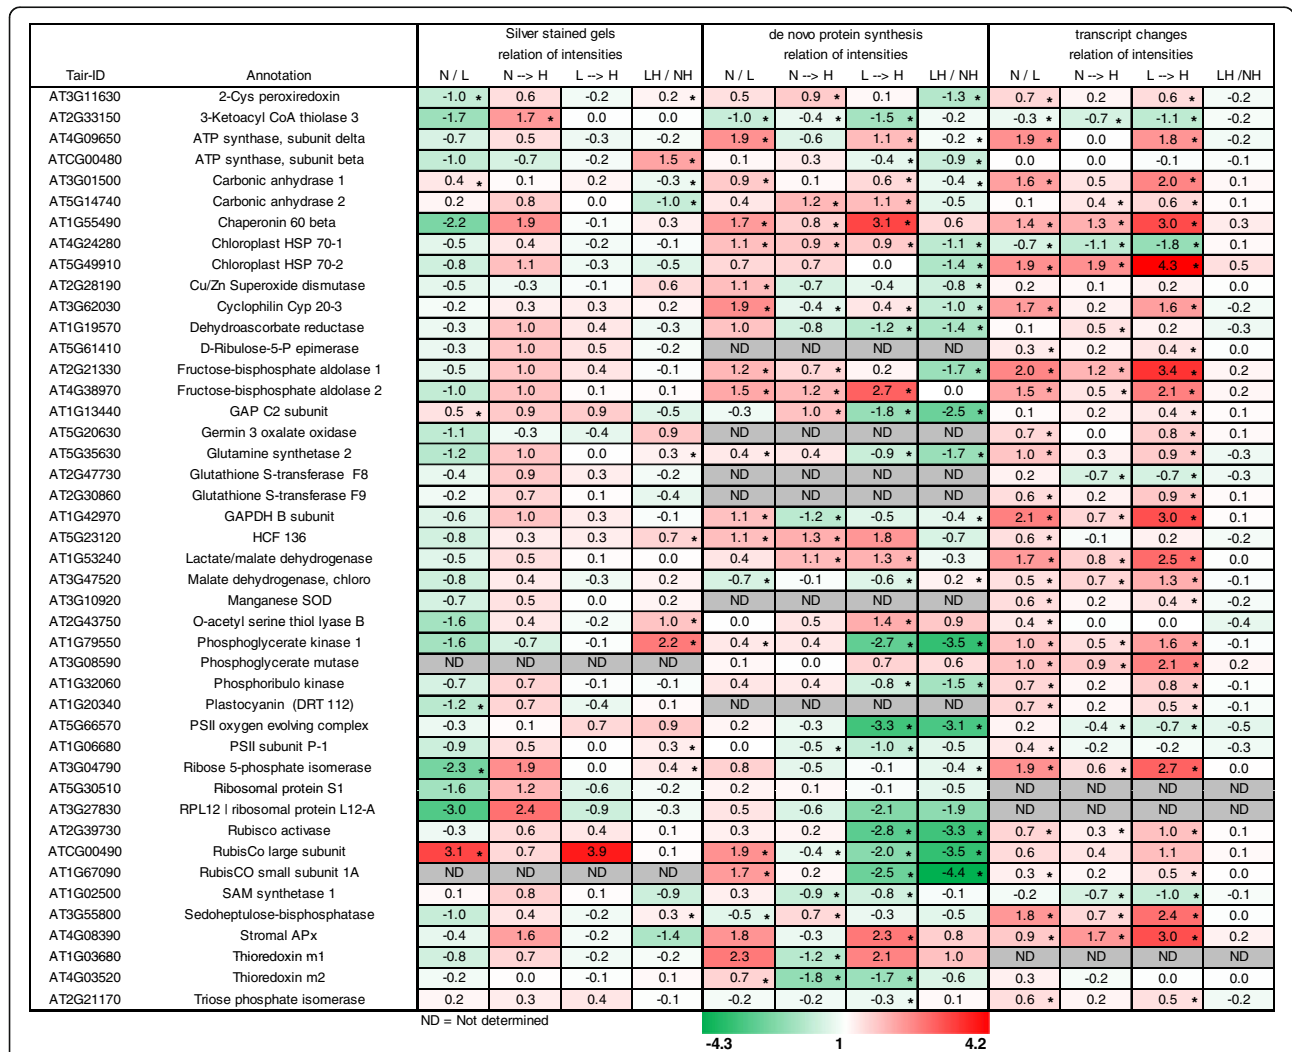 Silver stained gels de novo protein synthesis transcript changes
relation of intensities relation of intensities relation of intensities
Tair-ID Annotation N / L N --> H L --> H LH / NH N / L N --> H L --> H LH / NH N / L N --> H L --> H LH /NH
AT3G11630 2-Cys peroxiredoxin -1.0 * 0.6 -0.2 0.2 * 0.5 0.9 * 0.1 -1.3 * 0.7 * 0.2 0.6 * -0.2
AT2G33150 3-Ketoacyl CoA thiolase 3 -1.7 1.7 * 0.0 0.0 -1.0 * -0.4 * -1.5 * -0.2 -0.3 * -0.7 * -1.1 * -0.2
AT4G09650 ATP synthase, subunit delta -0.7 0.5 -0.3 -0.2 1.9 * -0.6 1.1 * -0.2 * 1.9 * 0.0 1.8 * -0.2
ATCG00480 ATP synthase, subunit beta -1.0 -0.7 -0.2 1.5 * 0.1 0.3 -0.4 * -0.9 * 0.0 0.0 -0.1 -0.1
AT3G01500 Carbonic anhydrase 1 0.4 * 0.1 0.2 -0.3 * 0.9 * 0.1 0.6 * -0.4 * 1.6 * 0.5 2.0 * 0.1
AT5G14740 Carbonic anhydrase 2 0.2 0.8 0.0 -1.0 * 0.4 1.2 * 1.1 * -0.5 0.1 0.4 * 0.6 * 0.1
AT1G55490 Chaperonin 60 beta -2.2 1.9 -0.1 0.3 1.7 * 0.8 * 3.1 * 0.6 1.4 * 1.3 * 3.0 * 0.3
AT4G24280 Chloroplast HSP 70-1 -0.5 0.4 -0.2 -0.1 1.1 * 0.9 * 0.9 * -1.1 * -0.7 * -1.1 * -1.8 * 0.1
AT5G49910 Chloroplast HSP 70-2 -0.8 1.1 -0.3 -0.5 0.7 0.7 0.0 -1.4 * 1.9 * 1.9 * 4.3 * 0.5
AT2G28190 Cu/Zn Superoxide dismutase -0.5 -0.3 -0.1 0.6 1.1 * -0.7 -0.4 -0.8 * 0.2 0.1 0.2 0.0
AT3G62030 Cyclophilin Cyp 20-3 -0.2 0.3 0.3 0.2 1.9 * -0.4 * 0.4 * -1.0 * 1.7 * 0.2 1.6 * -0.2
AT1G19570 Dehydroascorbate reductase -0.3 1.0 0.4 -0.3 1.0 -0.8 -1.2 * -1.4 * 0.1 0.5 * 0.2 -0.3
AT5G61410 D-Ribulose-5-P epimerase -0.3 1.0 0.5 -0.2 ND ND ND ND 0.3 * 0.2 0.4 * 0.0
AT2G21330 Fructose-bisphosphate aldolase 1 -0.5 1.0 0.4 -0.1 1.2 * 0.7 * 0.2 -1.7 * 2.0 * 1.2 * 3.4 * 0.2
AT4G38970 Fructose-bisphosphate aldolase 2 -1.0 1.0 0.1 0.1 1.5 * 1.2 * 2.7 * 0.0 1.5 * 0.5 * 2.1 * 0.2
AT1G13440 GAP C2 subunit 0.5 * 0.9 0.9 -0.5 -0.3 1.0 * -1.8 * -2.5 * 0.1 0.2 0.4 * 0.1
AT5G20630 Germin 3 oxalate oxidase -1.1 -0.3 -0.4 0.9 ND ND ND ND 0.7 * 0.0 0.8 * 0.1
AT5G35630 Glutamine synthetase 2 -1.2 1.0 0.0 0.3 * 0.4 * 0.4 -0.9 * -1.7 * 1.0 * 0.3 0.9 * -0.3
AT2G47730 Glutathione S-transferase F8 -0.4 0.9 0.3 -0.2 ND ND ND ND 0.2 -0.7 * -0.7 * -0.3
AT2G30860 Glutathione S-transferase F9 -0.2 0.7 0.1 -0.4 ND ND ND ND 0.6 * 0.2 0.9 * 0.1
AT1G42970 GAPDH B subunit -0.6 1.0 0.3 -0.1 1.1 * -1.2 * -0.5 -0.4 * 2.1 * 0.7 * 3.0 * 0.1
AT5G23120 HCF 136 -0.8 0.3 0.3 0.7 * 1.1 * 1.3 * 1.8 -0.7 0.6 * -0.1 0.2 -0.2
AT1G53240 Lactate/malate dehydrogenase -0.5 0.5 0.1 0.0 0.4 1.1 * 1.3 * -0.3 1.7 * 0.8 * 2.5 * 0.0
AT3G47520 Malate dehydrogenase, chloro -0.8 0.4 -0.3 0.2 -0.7 * -0.1 -0.6 * 0.2 * 0.5 * 0.7 * 1.3 * -0.1
AT3G10920 Manganese SOD -0.7 0.5 0.0 0.2 ND ND ND ND 0.6 * 0.2 0.4 * -0.2
AT2G43750 O-acetyl serine thiol lyase B -1.6 0.4 -0.2 1.0 * 0.0 0.5 1.4 * 0.9 0.4 * 0.0 0.0 -0.4
AT1G79550 Phosphoglycerate kinase 1 -1.6 -0.7 -0.1 2.2 * 0.4 * 0.4 -2.7 * -3.5 * 1.0 * 0.5 * 1.6 * -0.1
AT3G08590 Phosphoglycerate mutase ND ND ND ND 0.1 0.0 0.7 0.6 1.0 * 0.9 * 2.1 * 0.2
AT1G32060 Phosphoribulo kinase -0.7 0.7 -0.1 -0.1 0.4 0.4 -0.8 * -1.5 * 0.7 * 0.2 0.8 * -0.1
AT1G20340 Plastocyanin (DRT 112) -1.2 * 0.7 -0.4 0.1 ND ND ND ND 0.7 * 0.2 0.5 * -0.1
AT5G66570 PSII oxygen evolving complex -0.3 0.1 0.7 0.9 0.2 -0.3 -3.3 * -3.1 * 0.2 -0.4 * -0.7 * -0.5
AT1G06680 PSII subunit P-1 -0.9 0.5 0.0 0.3 * 0.0 -0.5 * -1.0 * -0.5 0.4 * -0.2 -0.2 -0.3
AT3G04790 Ribose 5-phosphate isomerase -2.3 * 1.9 0.0 0.4 * 0.8 -0.5 -0.1 -0.4 * 1.9 * 0.6 * 2.7 * 0.0
AT5G30510 Ribosomal protein S1 -1.6 1.2 -0.6 -0.2 0.2 0.1 -0.1 -0.5 ND ND ND ND
AT3G27830 RPL12 | ribosomal protein L12-A -3.0 2.4 -0.9 -0.3 0.5 -0.6 -2.1 -1.9 ND ND ND ND
AT2G39730 Rubisco activase -0.3 0.6 0.4 0.1 0.3 0.2 -2.8 * -3.3 * 0.7 * 0.3 * 1.0 * 0.1
ATCG00490 RubisCo large subunit 3.1 * 0.7 3.9 0.1 1.9 * -0.4 * -2.0 * -3.5 * 0.6 0.4 1.1 0.1
AT1G67090 RubisCO small subunit 1A ND ND ND ND 1.7 * 0.2 -2.5 * -4.4 * 0.3 * 0.2 0.5 * 0.0
AT1G02500 SAM synthetase 1 0.1 0.8 0.1 -0.9 0.3 -0.9 * -0.8 * -0.1 -0.2 -0.7 * -1.0 * -0.1
AT3G55800 Sedoheptulose-bisphosphatase -1.0 0.4 -0.2 0.3 * -0.5 * 0.7 * -0.3 -0.5 1.8 * 0.7 * 2.4 * 0.0
AT4G08390 Stromal APx -0.4 1.6 -0.2 -1.4 1.8 -0.3 2.3 * 0.8 0.9 * 1.7 * 3.0 * 0.2
AT1G03680 Thioredoxin m1 -0.8 0.7 -0.2 -0.2 2.3 -1.2 * 2.1 1.0 ND ND ND ND
AT4G03520 Thioredoxin m2 -0.2 0.0 -0.1 0.1 0.7 * -1.8 * -1.7 * -0.6 0.3 -0.2 0.0 0.0
AT2G21170 Triose phosphate isomerase 0.2 0.3 0.4 -0.1 -0.2 -0.2 -0.3 * 0.1 0.6 * 0.2 0.5 * -0.2
ND = Not determined
-4.3 1 4.2